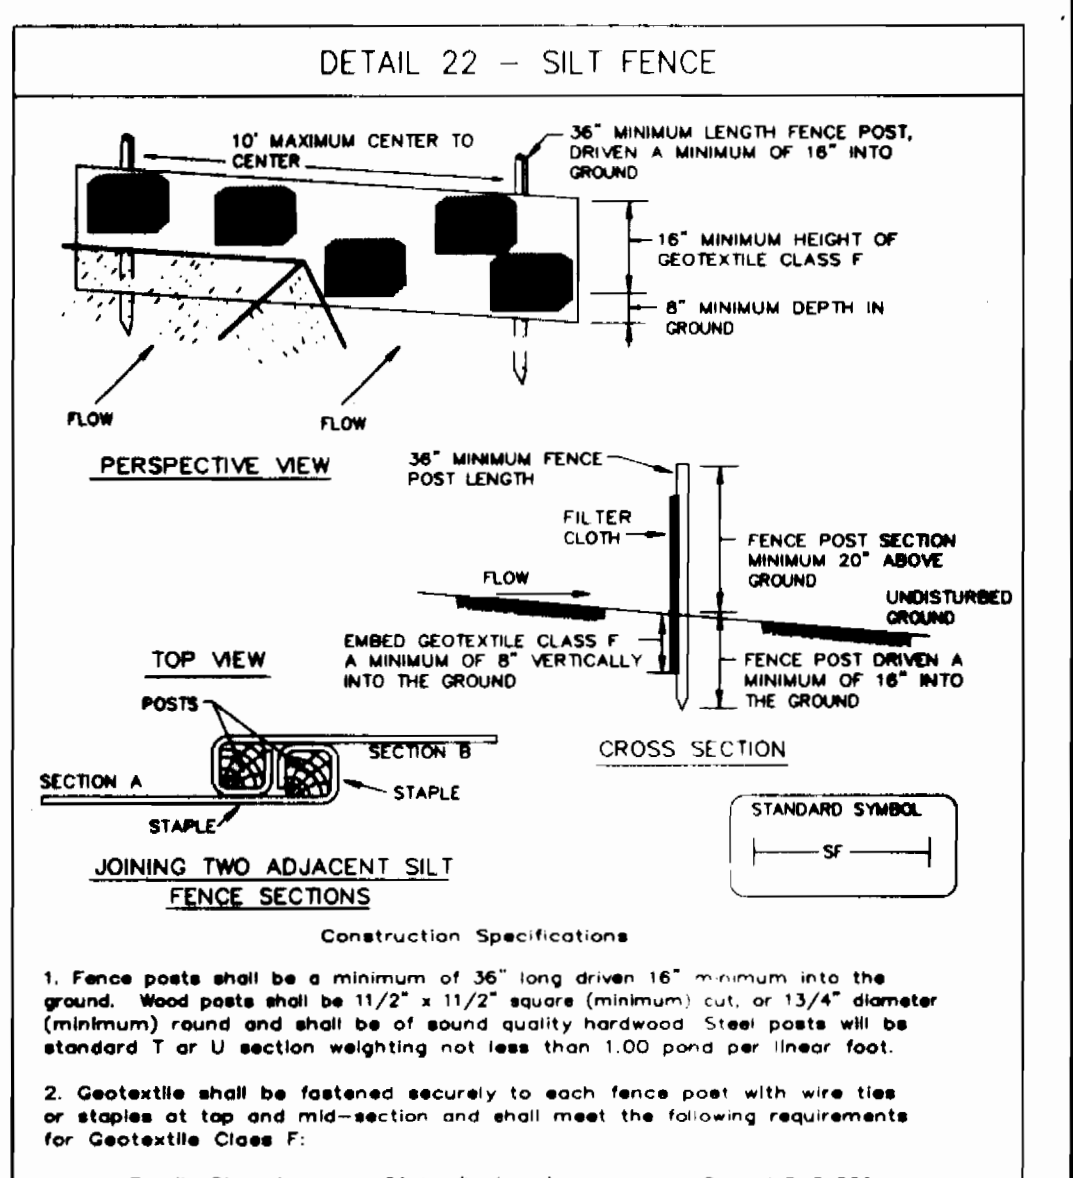 DETAIL 22 – SILT FENCE
10' MAXIMUM CENTER TO
CENTER
36" MINIMUM LENGTH FENCE POST,
DRIVEN A MINIMUM OF 16" INTO
GROUND
16" MINIMUM HEIGHT OF
GEOTEXTILE CLASS F
8" MINIMUM DEPTH IN
GROUND
FLOW
FLOW
PERSPECTIVE VIEW
36" MINIMUM FENCE
POST LENGTH
FILTER
CLOTH
FENCE POST SECTION
MINIMUM 20" ABOVE
GROUND
FLOW
UNDISTURBED
GROUND
EMBED GEOTEXTILE CLASS F
A MINIMUM OF 8" VERTICALLY
INTO THE GROUND
FENCE POST DRIVEN A
MINIMUM OF 16" INTO
THE GROUND
CROSS SECTION
TOP VIEW
POSTS
SECTION B
SECTION A
STAPLE
STAPLE
JOINING TWO ADJACENT SILT
FENCE SECTIONS
STANDARD SYMBOL
SF
Construction Specifications
1. Fence posts shall be a minimum of 36" long driven 16" minimum into the
ground. Wood posts shall be 11/2" x 11/2" square (minimum) cut, or 13/4" diameter
(minimum) round and shall be of sound quality hardwood Steel posts will be
standard T or U section weighting not less than 1.00 pond per linear foot.
2. Geotextile shall be fastened securely to each fence post with wire ties
or staples at top and mid-section and shall meet the following requirements
for Geotextile Class F: